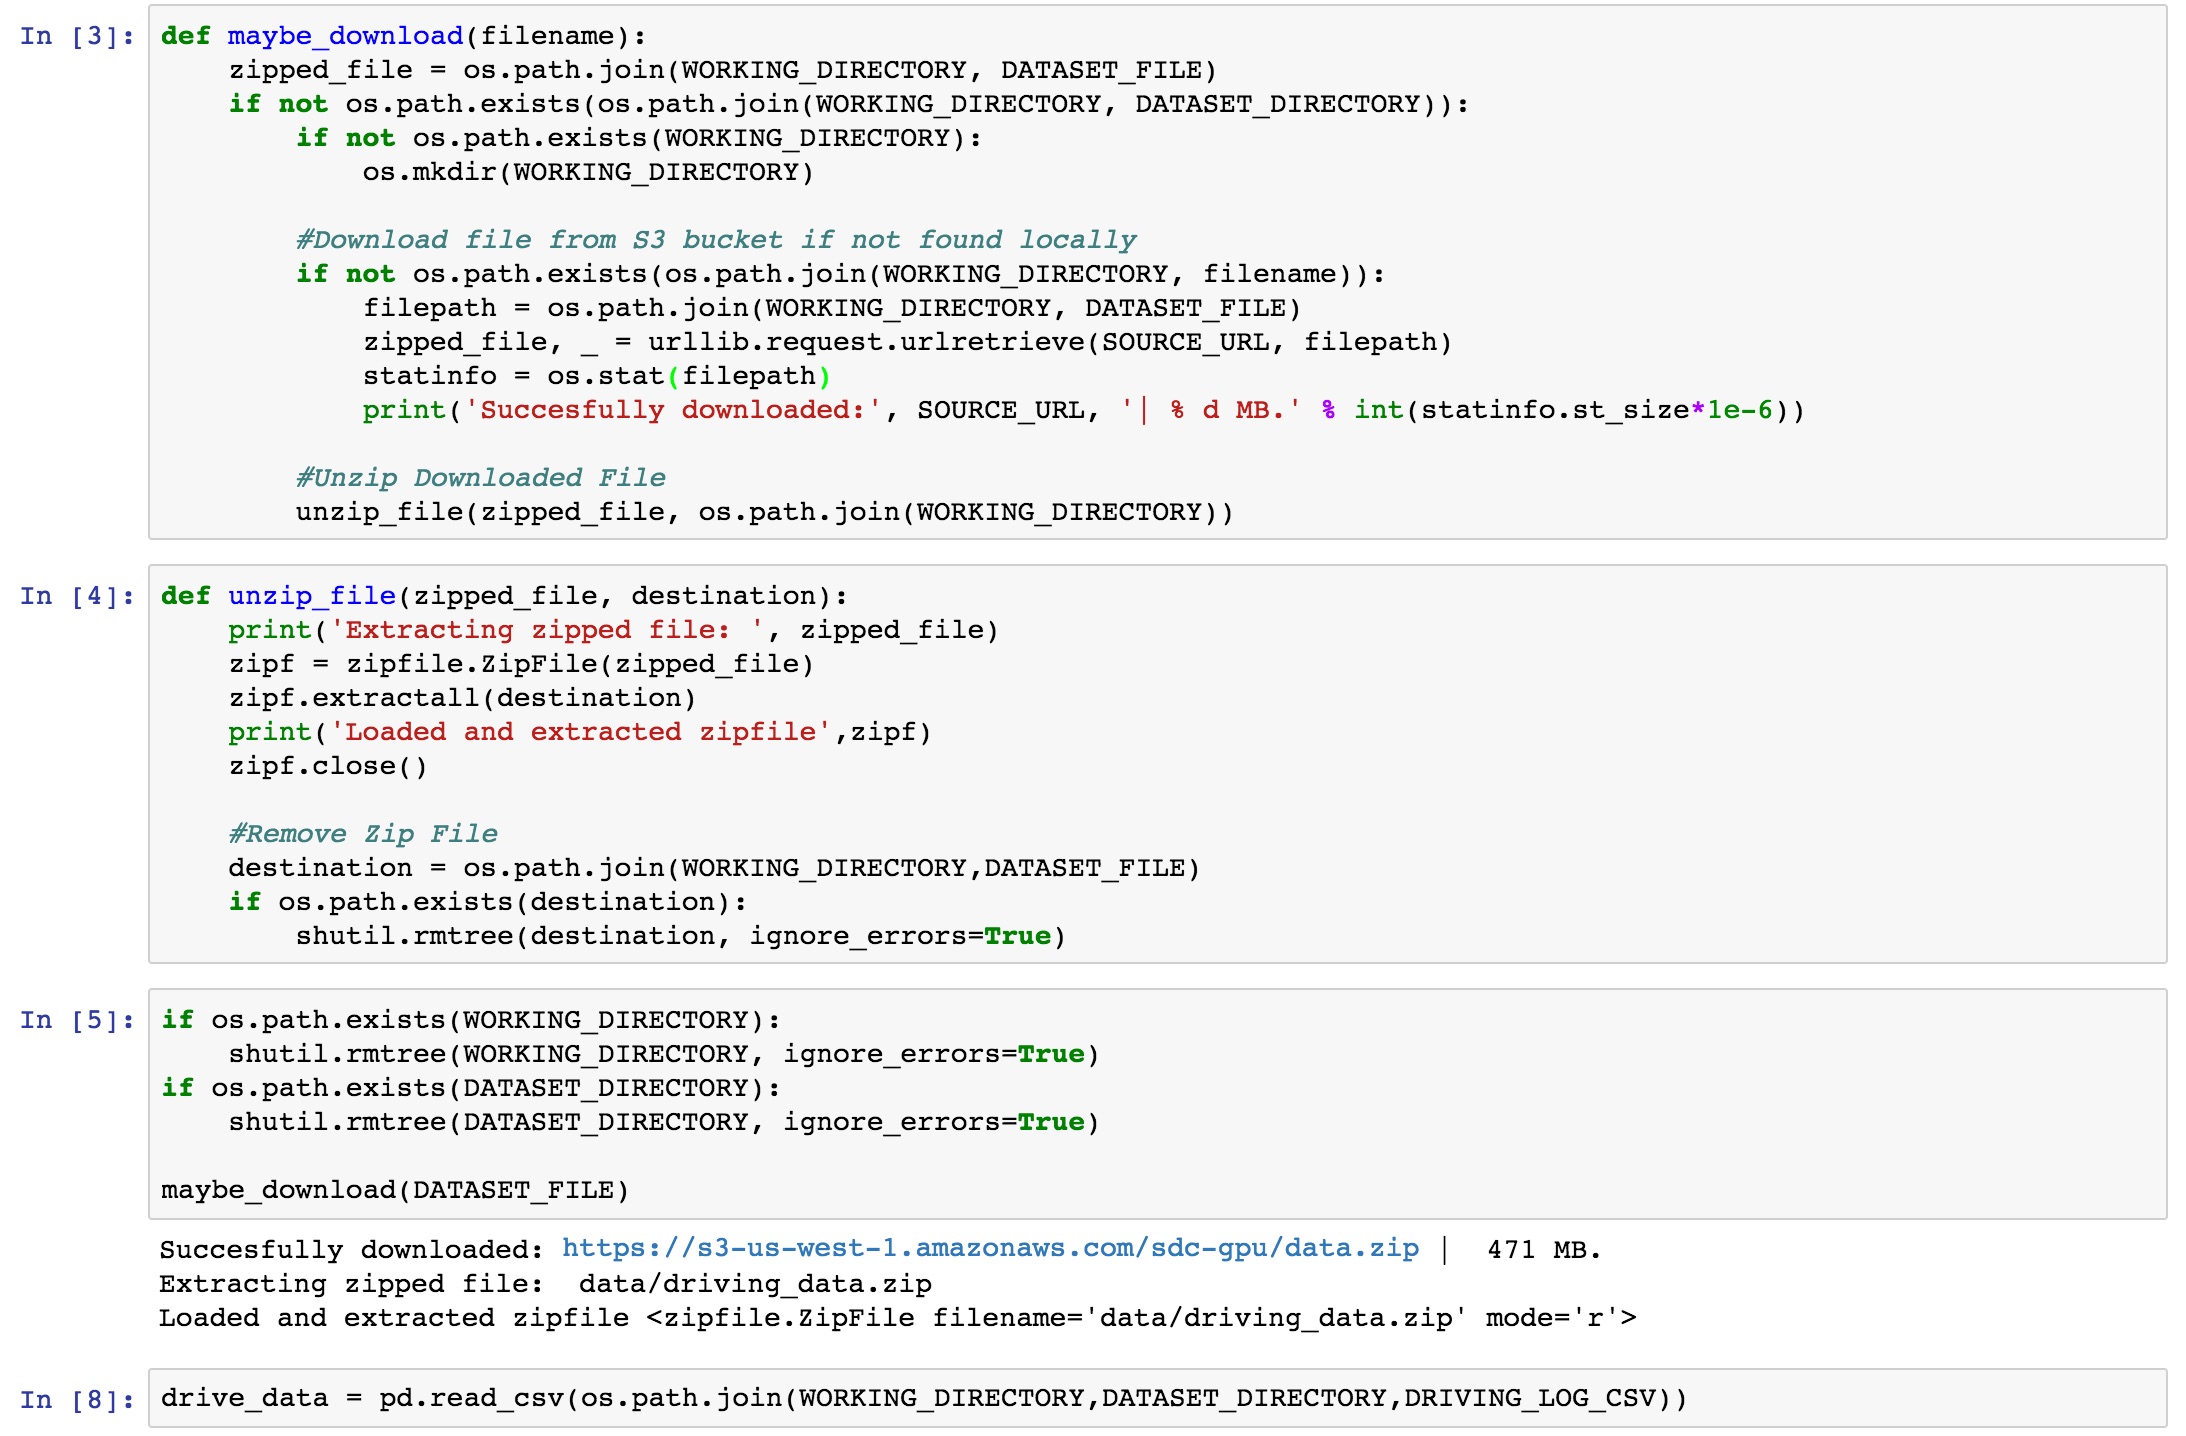 In [3]: def maybe_download(filename):
    zipped_file = os.path.join(WORKING_DIRECTORY, DATASET_FILE)
    if not os.path.exists(os.path.join(WORKING_DIRECTORY, DATASET_DIRECTORY)):
        if not os.path.exists(WORKING_DIRECTORY):
            os.mkdir(WORKING_DIRECTORY)

        #Download file from S3 bucket if not found locally
        if not os.path.exists(os.path.join(WORKING_DIRECTORY, filename)):
            filepath = os.path.join(WORKING_DIRECTORY, DATASET_FILE)
            zipped_file, _ = urllib.request.urlretrieve(SOURCE_URL, filepath)
            statinfo = os.stat(filepath)
            print('Succesfully downloaded:', SOURCE_URL, '| % d MB.' % int(statinfo.st_size*1e-6))

        #Unzip Downloaded File
        unzip_file(zipped_file, os.path.join(WORKING_DIRECTORY))

In [4]: def unzip_file(zipped_file, destination):
    print('Extracting zipped file: ', zipped_file)
    zipf = zipfile.ZipFile(zipped_file)
    zipf.extractall(destination)
    print('Loaded and extracted zipfile',zipf)
    zipf.close()

    #Remove Zip File
    destination = os.path.join(WORKING_DIRECTORY,DATASET_FILE)
    if os.path.exists(destination):
        shutil.rmtree(destination, ignore_errors=True)

In [5]: if os.path.exists(WORKING_DIRECTORY):
    shutil.rmtree(WORKING_DIRECTORY, ignore_errors=True)
if os.path.exists(DATASET_DIRECTORY):
    shutil.rmtree(DATASET_DIRECTORY, ignore_errors=True)

maybe_download(DATASET_FILE)

Succesfully downloaded: https://s3-us-west-1.amazonaws.com/sdc-gpu/data.zip |  471 MB.
Extracting zipped file:  data/driving_data.zip
Loaded and extracted zipfile <zipfile.ZipFile filename='data/driving_data.zip' mode='r'>

In [8]: drive_data = pd.read_csv(os.path.join(WORKING_DIRECTORY,DATASET_DIRECTORY,DRIVING_LOG_CSV))